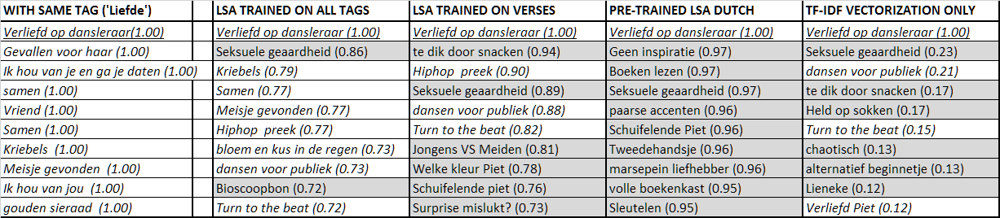 WITH SAME TAG ('Liefde') LSA TRAINED ON ALL TAGS LSA TRAINED ON VERSES PRE-TRAINED LSA DUTCH TF-IDF VECTORIZATION ONLY
Verliefd op dansleraar(1.00) Verliefd op dansleraar (1.00) Verliefd op dansleraar (1.00) Verliefd op dansleraar (1.00) Verliefd op dansleraar (1.00)
Gevallen voor haar (1.00) Seksuele geaardheid (0.86) te dik door snacken (0.94) Geen inspiratie (0.97) Seksuele geaardheid (0.23)
Ik hou van je en ga je daten (1.00) Kriebels (0.79) Hiphop preek (0.90) Boeken lezen (0.97) dansen voor publiek (0.21)
samen (1.00) Samen (0.77) Seksuele geaardheid (0.89) Seksuele geaardheid (0.97) te dik door snacken (0.17)
Vriend (1.00) Meisje gevonden (0.77) dansen voor publiek (0.88) paarse accenten (0.96) Held op sokken (0.17)
Samen (1.00) Hiphop preek (0.77) Turn to the beat (0.82) Schuifelende Piet (0.96) Turn to the beat (0.15)
Kriebels (1.00) bloem en kus in de regen (0.73) Jongens VS Meiden (0.81) Tweedehandsje (0.96) chaotisch (0.13)
Meisje gevonden (1.00) dansen voor publiek (0.73) Welke kleur Piet (0.78) marsepein liefhebber (0.96) alternatief beginnetje (0.13)
Ik hou van jou (1.00) Bioscoopbon (0.72) Schuifelende piet (0.76) volle boekenkast (0.95) Lieneke (0.12)
gouden sieraad (1.00) Turn to the beat (0.72) Surprise mislukt? (0.73) Sleutelen (0.95) Verliefd Piet (0.12)